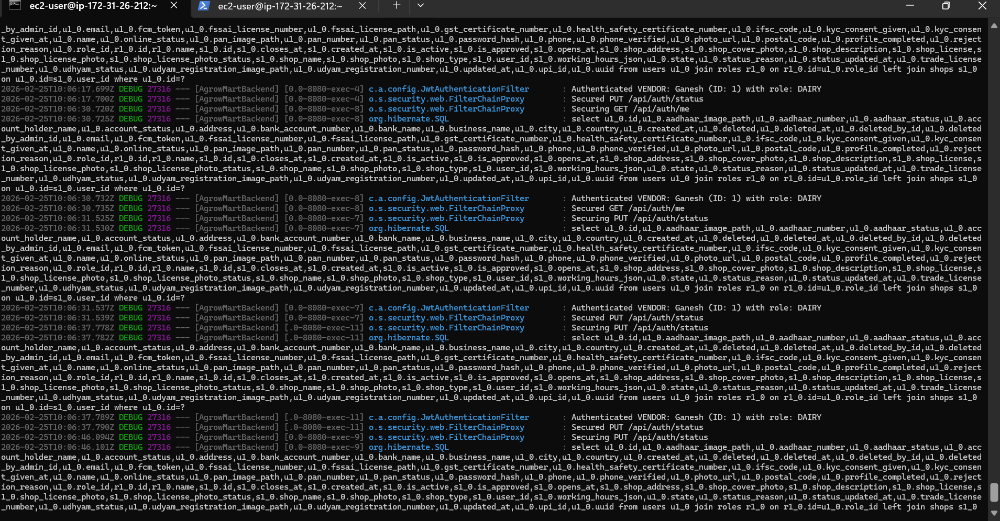 ec2-user@ip-172-31-26-212:~ ec2-user@ip-172-31-26-212:~
_by_admin_id,u1_0.email,u1_0.fcm_token,u1_0.fssai_license_number,u1_0.fssai_license_path,u1_0.gst_certificate_number,u1_0.health_safety_certificate_number,u1_0.ifsc_code,u1_0.kyc_consent_given,u1_0.kyc_consen
t_given_at,u1_0.name,u1_0.online_status,u1_0.pan_image_path,u1_0.pan_number,u1_0.pan_status,u1_0.password_hash,u1_0.phone,u1_0.phone_verified,u1_0.photo_url,u1_0.postal_code,u1_0.profile_completed,u1_0.reject
ion_reason,u1_0.role_id,r1_0.id,r1_0.name,s1_0.id,s1_0.closes_at,s1_0.created_at,s1_0.is_active,s1_0.is_approved,s1_0.opens_at,s1_0.shop_address,s1_0.shop_cover_photo,s1_0.shop_description,s1_0.shop_license,s
1_0.shop_license_photo,s1_0.shop_license_photo_status,s1_0.shop_name,s1_0.shop_photo,s1_0.shop_type,s1_0.user_id,s1_0.working_hours_json,u1_0.state,u1_0.status_reason,u1_0.status_updated_at,u1_0.trade_license
_number,u1_0.udhyam_status,u1_0.udyam_registration_image_path,u1_0.udyam_registration_number,u1_0.updated_at,u1_0.upi_id,u1_0.uuid from users u1_0 join roles r1_0 on r1_0.id=u1_0.role_id left join shops s1_0
on u1_0.id=s1_0.user_id where u1_0.id=?
2026-02-25T10:06:17.699Z DEBUG 27316 --- [AgrowMartBackend] [0.0-8080-exec-4] c.a.config.JwtAuthenticationFilter : Authenticated VENDOR: Ganesh (ID: 1) with role: DAIRY
2026-02-25T10:06:17.700Z DEBUG 27316 --- [AgrowMartBackend] [0.0-8080-exec-4] o.s.security.web.FilterChainProxy : Secured PUT /api/auth/status
2026-02-25T10:06:30.720Z DEBUG 27316 --- [AgrowMartBackend] [0.0-8080-exec-8] o.s.security.web.FilterChainProxy : Securing GET /api/auth/me
2026-02-25T10:06:30.725Z DEBUG 27316 --- [AgrowMartBackend] [0.0-8080-exec-8] org.hibernate.SQL : select u1_0.id,u1_0.aadhaar_image_path,u1_0.aadhaar_number,u1_0.aadhaar_status,u1_0.acc
ount_holder_name,u1_0.account_status,u1_0.address,u1_0.bank_account_number,u1_0.bank_name,u1_0.business_name,u1_0.city,u1_0.country,u1_0.created_at,u1_0.deleted,u1_0.deleted_at,u1_0.deleted_by_id,u1_0.deleted
_by_admin_id,u1_0.email,u1_0.fcm_token,u1_0.fssai_license_number,u1_0.fssai_license_path,u1_0.gst_certificate_number,u1_0.health_safety_certificate_number,u1_0.ifsc_code,u1_0.kyc_consent_given,u1_0.kyc_consen
t_given_at,u1_0.name,u1_0.online_status,u1_0.pan_image_path,u1_0.pan_number,u1_0.pan_status,u1_0.password_hash,u1_0.phone,u1_0.phone_verified,u1_0.photo_url,u1_0.postal_code,u1_0.profile_completed,u1_0.reject
ion_reason,u1_0.role_id,r1_0.id,r1_0.name,s1_0.id,s1_0.closes_at,s1_0.created_at,s1_0.is_active,s1_0.is_approved,s1_0.opens_at,s1_0.shop_address,s1_0.shop_cover_photo,s1_0.shop_description,s1_0.shop_license,s
1_0.shop_license_photo,s1_0.shop_license_photo_status,s1_0.shop_name,s1_0.shop_photo,s1_0.shop_type,s1_0.user_id,s1_0.working_hours_json,u1_0.state,u1_0.status_reason,u1_0.status_updated_at,u1_0.trade_license
_number,u1_0.udhyam_status,u1_0.udyam_registration_image_path,u1_0.udyam_registration_number,u1_0.updated_at,u1_0.upi_id,u1_0.uuid from users u1_0 join roles r1_0 on r1_0.id=u1_0.role_id left join shops s1_0
on u1_0.id=s1_0.user_id where u1_0.id=?
2026-02-25T10:06:30.732Z DEBUG 27316 --- [AgrowMartBackend] [0.0-8080-exec-8] c.a.config.JwtAuthenticationFilter : Authenticated VENDOR: Ganesh (ID: 1) with role: DAIRY
2026-02-25T10:06:30.735Z DEBUG 27316 --- [AgrowMartBackend] [0.0-8080-exec-8] o.s.security.web.FilterChainProxy : Secured GET /api/auth/me
2026-02-25T10:06:31.525Z DEBUG 27316 --- [AgrowMartBackend] [0.0-8080-exec-7] o.s.security.web.FilterChainProxy : Securing PUT /api/auth/status
2026-02-25T10:06:31.530Z DEBUG 27316 --- [AgrowMartBackend] [0.0-8080-exec-7] org.hibernate.SQL : select u1_0.id,u1_0.aadhaar_image_path,u1_0.aadhaar_number,u1_0.aadhaar_status,u1_0.acc
ount_holder_name,u1_0.account_status,u1_0.address,u1_0.bank_account_number,u1_0.bank_name,u1_0.business_name,u1_0.city,u1_0.country,u1_0.created_at,u1_0.deleted,u1_0.deleted_at,u1_0.deleted_by_id,u1_0.deleted
_by_admin_id,u1_0.email,u1_0.fcm_token,u1_0.fssai_license_number,u1_0.fssai_license_path,u1_0.gst_certificate_number,u1_0.health_safety_certificate_number,u1_0.ifsc_code,u1_0.kyc_consent_given,u1_0.kyc_consen
t_given_at,u1_0.name,u1_0.online_status,u1_0.pan_image_path,u1_0.pan_number,u1_0.pan_status,u1_0.password_hash,u1_0.phone,u1_0.phone_verified,u1_0.photo_url,u1_0.postal_code,u1_0.profile_completed,u1_0.reject
ion_reason,u1_0.role_id,r1_0.id,r1_0.name,s1_0.id,s1_0.closes_at,s1_0.created_at,s1_0.is_active,s1_0.is_approved,s1_0.opens_at,s1_0.shop_address,s1_0.shop_cover_photo,s1_0.shop_description,s1_0.shop_license,s
1_0.shop_license_photo,s1_0.shop_license_photo_status,s1_0.shop_name,s1_0.shop_photo,s1_0.shop_type,s1_0.user_id,s1_0.working_hours_json,u1_0.state,u1_0.status_reason,u1_0.status_updated_at,u1_0.trade_license
_number,u1_0.udhyam_status,u1_0.udyam_registration_image_path,u1_0.udyam_registration_number,u1_0.updated_at,u1_0.upi_id,u1_0.uuid from users u1_0 join roles r1_0 on r1_0.id=u1_0.role_id left join shops s1_0
on u1_0.id=s1_0.user_id where u1_0.id=?
2026-02-25T10:06:31.537Z DEBUG 27316 --- [AgrowMartBackend] [0.0-8080-exec-7] c.a.config.JwtAuthenticationFilter : Authenticated VENDOR: Ganesh (ID: 1) with role: DAIRY
2026-02-25T10:06:31.539Z DEBUG 27316 --- [AgrowMartBackend] [0.0-8080-exec-7] o.s.security.web.FilterChainProxy : Secured PUT /api/auth/status
2026-02-25T10:06:37.778Z DEBUG 27316 --- [AgrowMartBackend] [.0-8080-exec-11] o.s.security.web.FilterChainProxy : Securing PUT /api/auth/status
2026-02-25T10:06:37.782Z DEBUG 27316 --- [AgrowMartBackend] [.0-8080-exec-11] org.hibernate.SQL : select u1_0.id,u1_0.aadhaar_image_path,u1_0.aadhaar_number,u1_0.aadhaar_status,u1_0.acc
ount_holder_name,u1_0.account_status,u1_0.address,u1_0.bank_account_number,u1_0.bank_name,u1_0.business_name,u1_0.city,u1_0.country,u1_0.created_at,u1_0.deleted,u1_0.deleted_at,u1_0.deleted_by_id,u1_0.deleted
_by_admin_id,u1_0.email,u1_0.fcm_token,u1_0.fssai_license_number,u1_0.fssai_license_path,u1_0.gst_certificate_number,u1_0.health_safety_certificate_number,u1_0.ifsc_code,u1_0.kyc_consent_given,u1_0.kyc_consen
t_given_at,u1_0.name,u1_0.online_status,u1_0.pan_image_path,u1_0.pan_number,u1_0.pan_status,u1_0.password_hash,u1_0.phone,u1_0.phone_verified,u1_0.photo_url,u1_0.postal_code,u1_0.profile_completed,u1_0.reject
ion_reason,u1_0.role_id,r1_0.id,r1_0.name,s1_0.id,s1_0.closes_at,s1_0.created_at,s1_0.is_active,s1_0.is_approved,s1_0.opens_at,s1_0.shop_address,s1_0.shop_cover_photo,s1_0.shop_description,s1_0.shop_license,s
1_0.shop_license_photo,s1_0.shop_license_photo_status,s1_0.shop_name,s1_0.shop_photo,s1_0.shop_type,s1_0.user_id,s1_0.working_hours_json,u1_0.state,u1_0.status_reason,u1_0.status_updated_at,u1_0.trade_license
_number,u1_0.udhyam_status,u1_0.udyam_registration_image_path,u1_0.udyam_registration_number,u1_0.updated_at,u1_0.upi_id,u1_0.uuid from users u1_0 join roles r1_0 on r1_0.id=u1_0.role_id left join shops s1_0
on u1_0.id=s1_0.user_id where u1_0.id=?
2026-02-25T10:06:37.789Z DEBUG 27316 --- [AgrowMartBackend] [.0-8080-exec-11] c.a.config.JwtAuthenticationFilter : Authenticated VENDOR: Ganesh (ID: 1) with role: DAIRY
2026-02-25T10:06:37.790Z DEBUG 27316 --- [AgrowMartBackend] [.0-8080-exec-11] o.s.security.web.FilterChainProxy : Secured PUT /api/auth/status
2026-02-25T10:06:46.094Z DEBUG 27316 --- [AgrowMartBackend] [0.0-8080-exec-9] o.s.security.web.FilterChainProxy : Securing PUT /api/auth/status
2026-02-25T10:06:46.101Z DEBUG 27316 --- [AgrowMartBackend] [0.0-8080-exec-9] org.hibernate.SQL : select u1_0.id,u1_0.aadhaar_image_path,u1_0.aadhaar_number,u1_0.aadhaar_status,u1_0.acc
ount_holder_name,u1_0.account_status,u1_0.address,u1_0.bank_account_number,u1_0.bank_name,u1_0.business_name,u1_0.city,u1_0.country,u1_0.created_at,u1_0.deleted,u1_0.deleted_at,u1_0.deleted_by_id,u1_0.deleted
_by_admin_id,u1_0.email,u1_0.fcm_token,u1_0.fssai_license_number,u1_0.fssai_license_path,u1_0.gst_certificate_number,u1_0.health_safety_certificate_number,u1_0.ifsc_code,u1_0.kyc_consent_given,u1_0.kyc_consen
t_given_at,u1_0.name,u1_0.online_status,u1_0.pan_image_path,u1_0.pan_number,u1_0.pan_status,u1_0.password_hash,u1_0.phone,u1_0.phone_verified,u1_0.photo_url,u1_0.postal_code,u1_0.profile_completed,u1_0.reject
ion_reason,u1_0.role_id,r1_0.id,r1_0.name,s1_0.id,s1_0.closes_at,s1_0.created_at,s1_0.is_active,s1_0.is_approved,s1_0.opens_at,s1_0.shop_address,s1_0.shop_cover_photo,s1_0.shop_description,s1_0.shop_license,s
1_0.shop_license_photo,s1_0.shop_license_photo_status,s1_0.shop_name,s1_0.shop_photo,s1_0.shop_type,s1_0.user_id,s1_0.working_hours_json,u1_0.state,u1_0.status_reason,u1_0.status_updated_at,u1_0.trade_license
_number,u1_0.udhyam_status,u1_0.udyam_registration_image_path,u1_0.udyam_registration_number,u1_0.updated_at,u1_0.upi_id,u1_0.uuid from users u1_0 join roles r1_0 on r1_0.id=u1_0.role_id left join shops s1_0